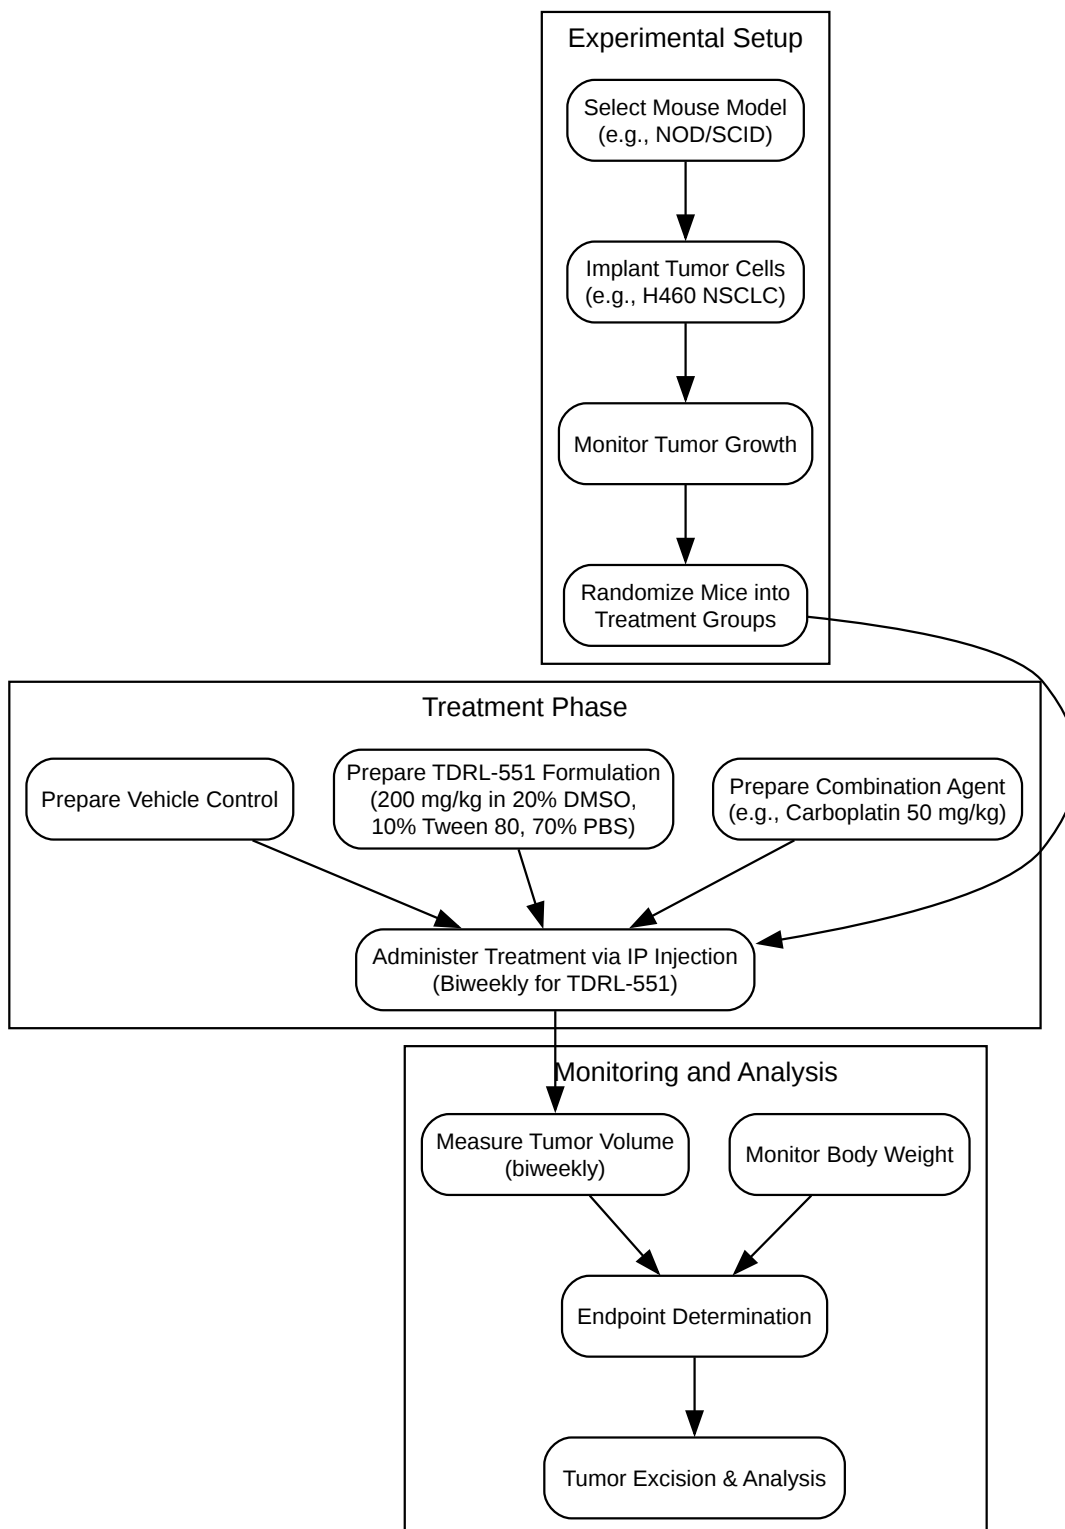 Experimental Setup
Select Mouse Model
(e.g., NOD/SCID)
Implant Tumor Cells
(e.g., H460 NSCLC)
Monitor Tumor Growth
Randomize Mice into
Treatment Groups
Treatment Phase
Prepare Vehicle Control
Prepare TDRL-551 Formulation
(200 mg/kg in 20% DMSO,
10% Tween 80, 70% PBS)
Prepare Combination Agent
(e.g., Carboplatin 50 mg/kg)
Administer Treatment via IP Injection
(Biweekly for TDRL-551)
Monitoring and Analysis
Measure Tumor Volume
(biweekly)
Monitor Body Weight
Endpoint Determination
Tumor Excision & Analysis